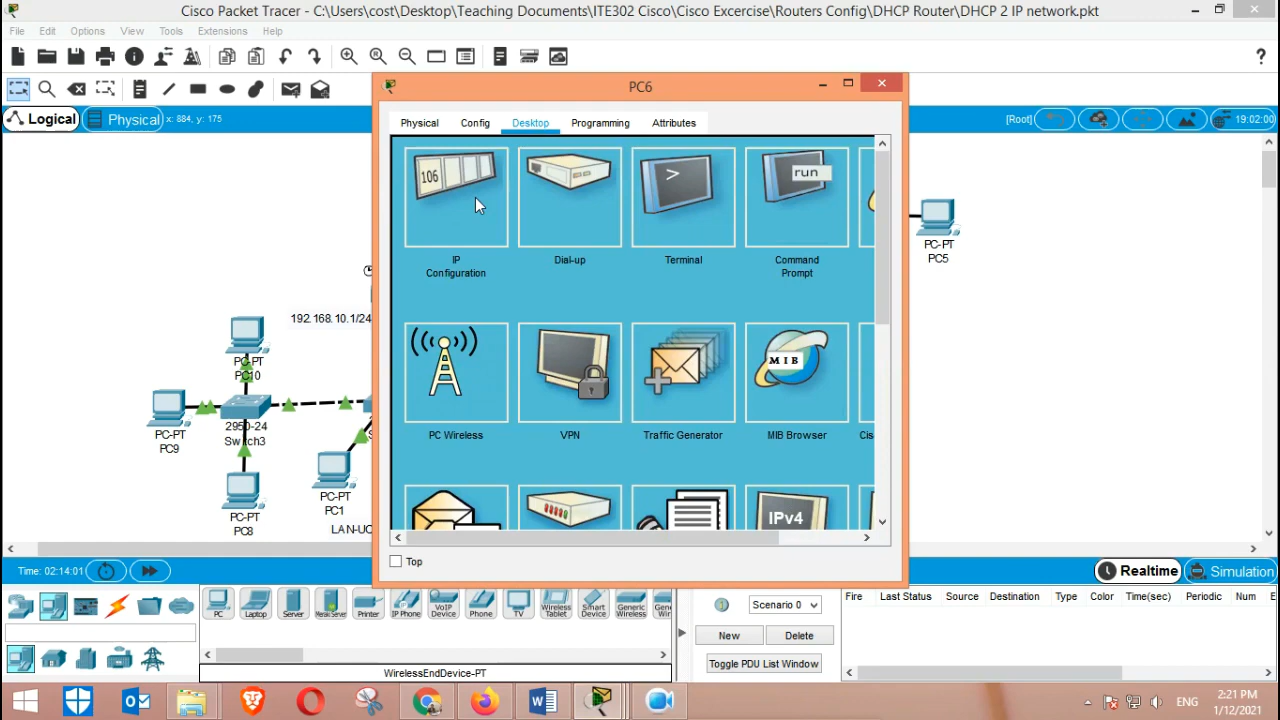 Cisco Packet Tracer - C:\Users\cost\Desktop\Teaching Documents\ITE302 Cisco\Cisco Excercise\Routers Config\DHCP Router\DHCP 2 IP network.pkt
File Edit Options View Tools Extensions Help
?
PC6
Logical Physical x: 884, y: 175
[Root] 19:02:00
Physical Config Desktop Programming Attributes
106
>
run
IP
Configuration
Dial-up
Terminal
Command
Prompt
PC-PT
PC5
192.168.10.1/24
MIB
PC Wireless
VPN
Traffic Generator
MIB Browser
Cis
PC-PT
PC10
PC-PT
PC9
2950-24
Switch3
PC-PT
PC1
PC-PT
PC8
LAN-UC
IPv4
Top
Time: 02:14:01
Realtime Simulation
PC Laptop Server Meraki Server Printer IP Phone VoIP Device Phone TV Wireless Tablet Smart Device Generic Wireless Gene Wire
Scenario 0
New Delete
Toggle PDU List Window
Fire Last Status Source Destination Type Color Time(sec) Periodic Num E
WirelessEndDevice-PT
ENG
2:21 PM
1/12/2021